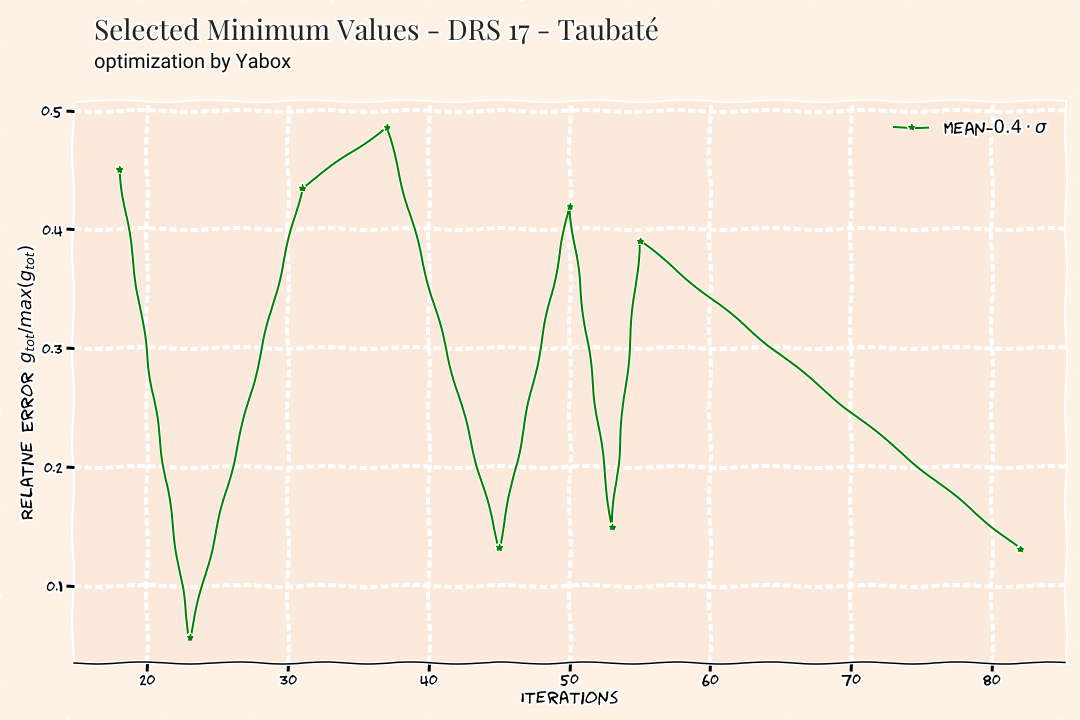 Selected Minimum Values - DRS 17 - Taubaté
optimization by Yabox
0.5
0.4
0.3
0.2
0.1
RELATIVE ERROR g_tot/max(g_tot)
MEAN-0.4 · σ
20 30 40 50 60 70 80
ITERATIONS